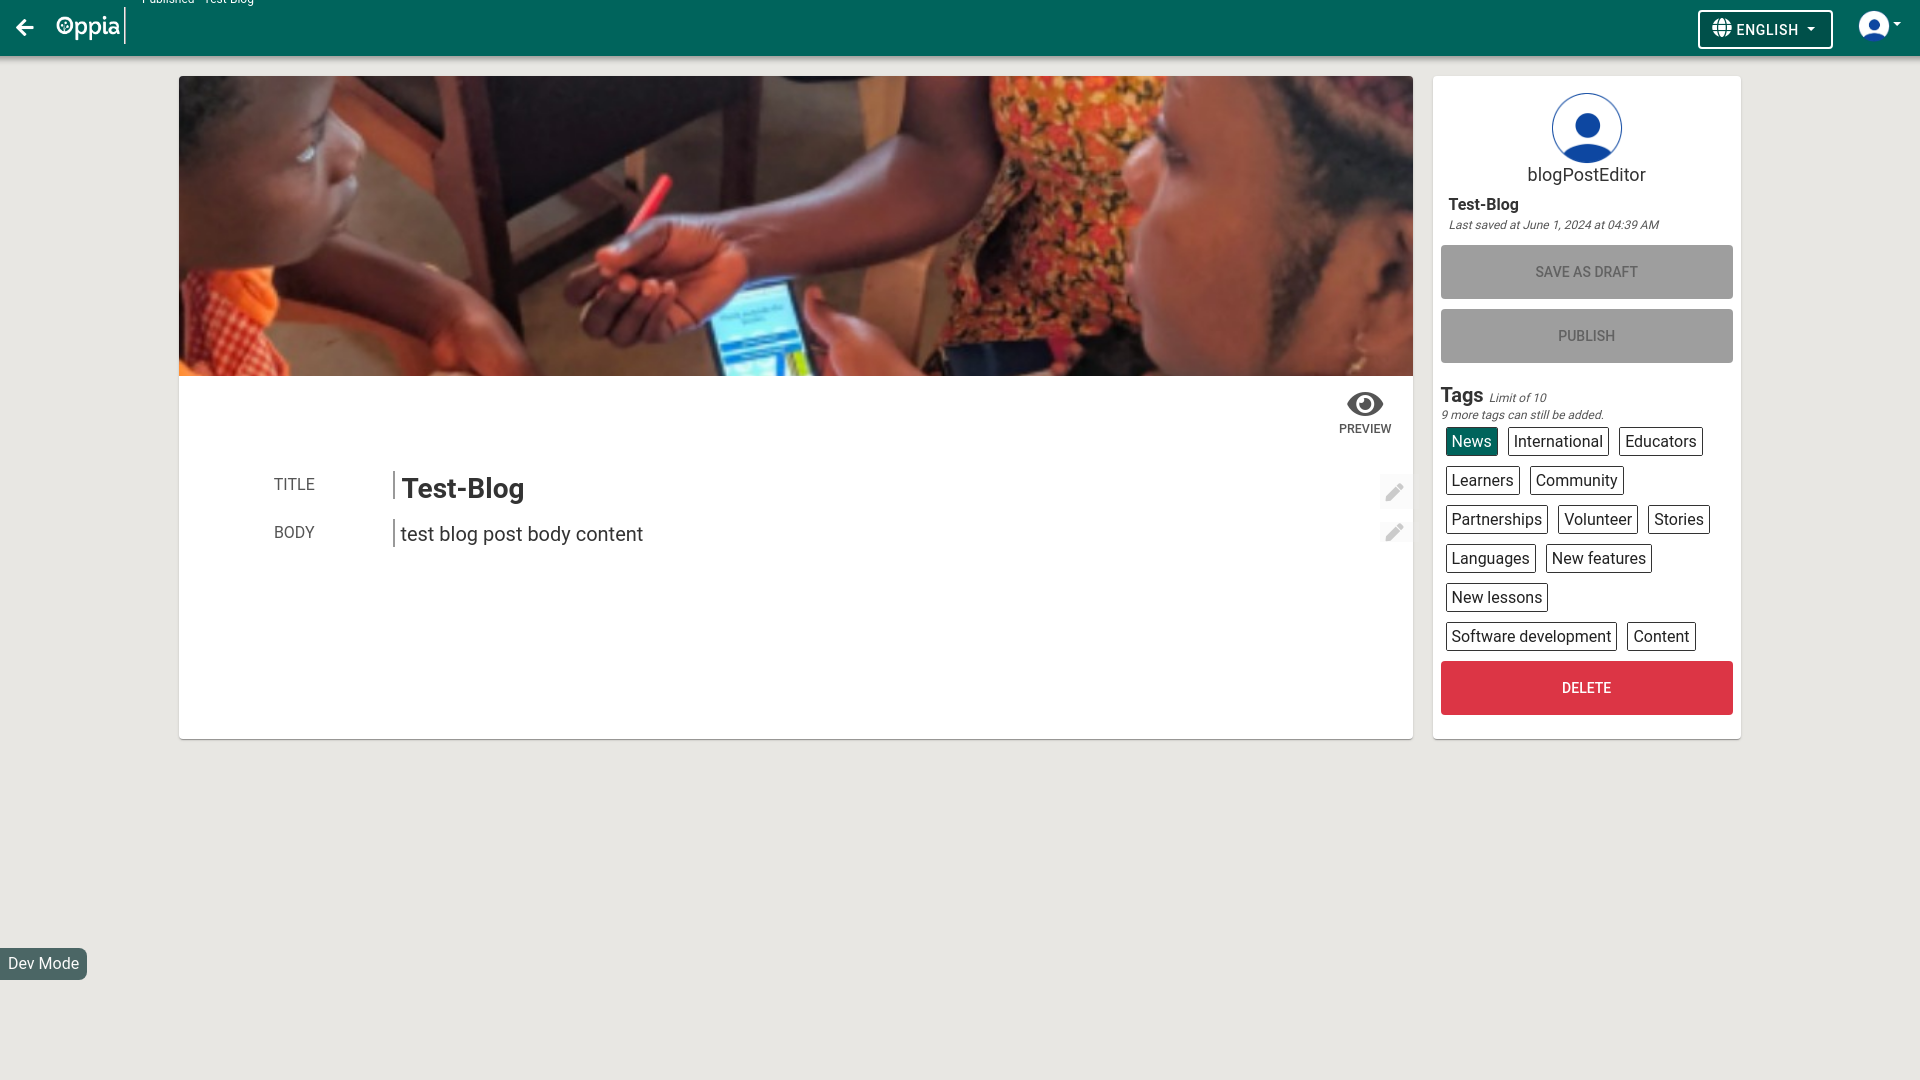 Published - Test-Blog
Oppia
ENGLISH
blogPostEditor
Test-Blog
Last saved at June 1, 2024 at 04:39 AM
SAVE AS DRAFT
PUBLISH
Tags Limit of 10
9 more tags can still be added.
News International Educators
Learners Community
Partnerships Volunteer Stories
Languages New features
New lessons
Software development Content
DELETE
PREVIEW
TITLE Test-Blog
BODY test blog post body content
Dev Mode